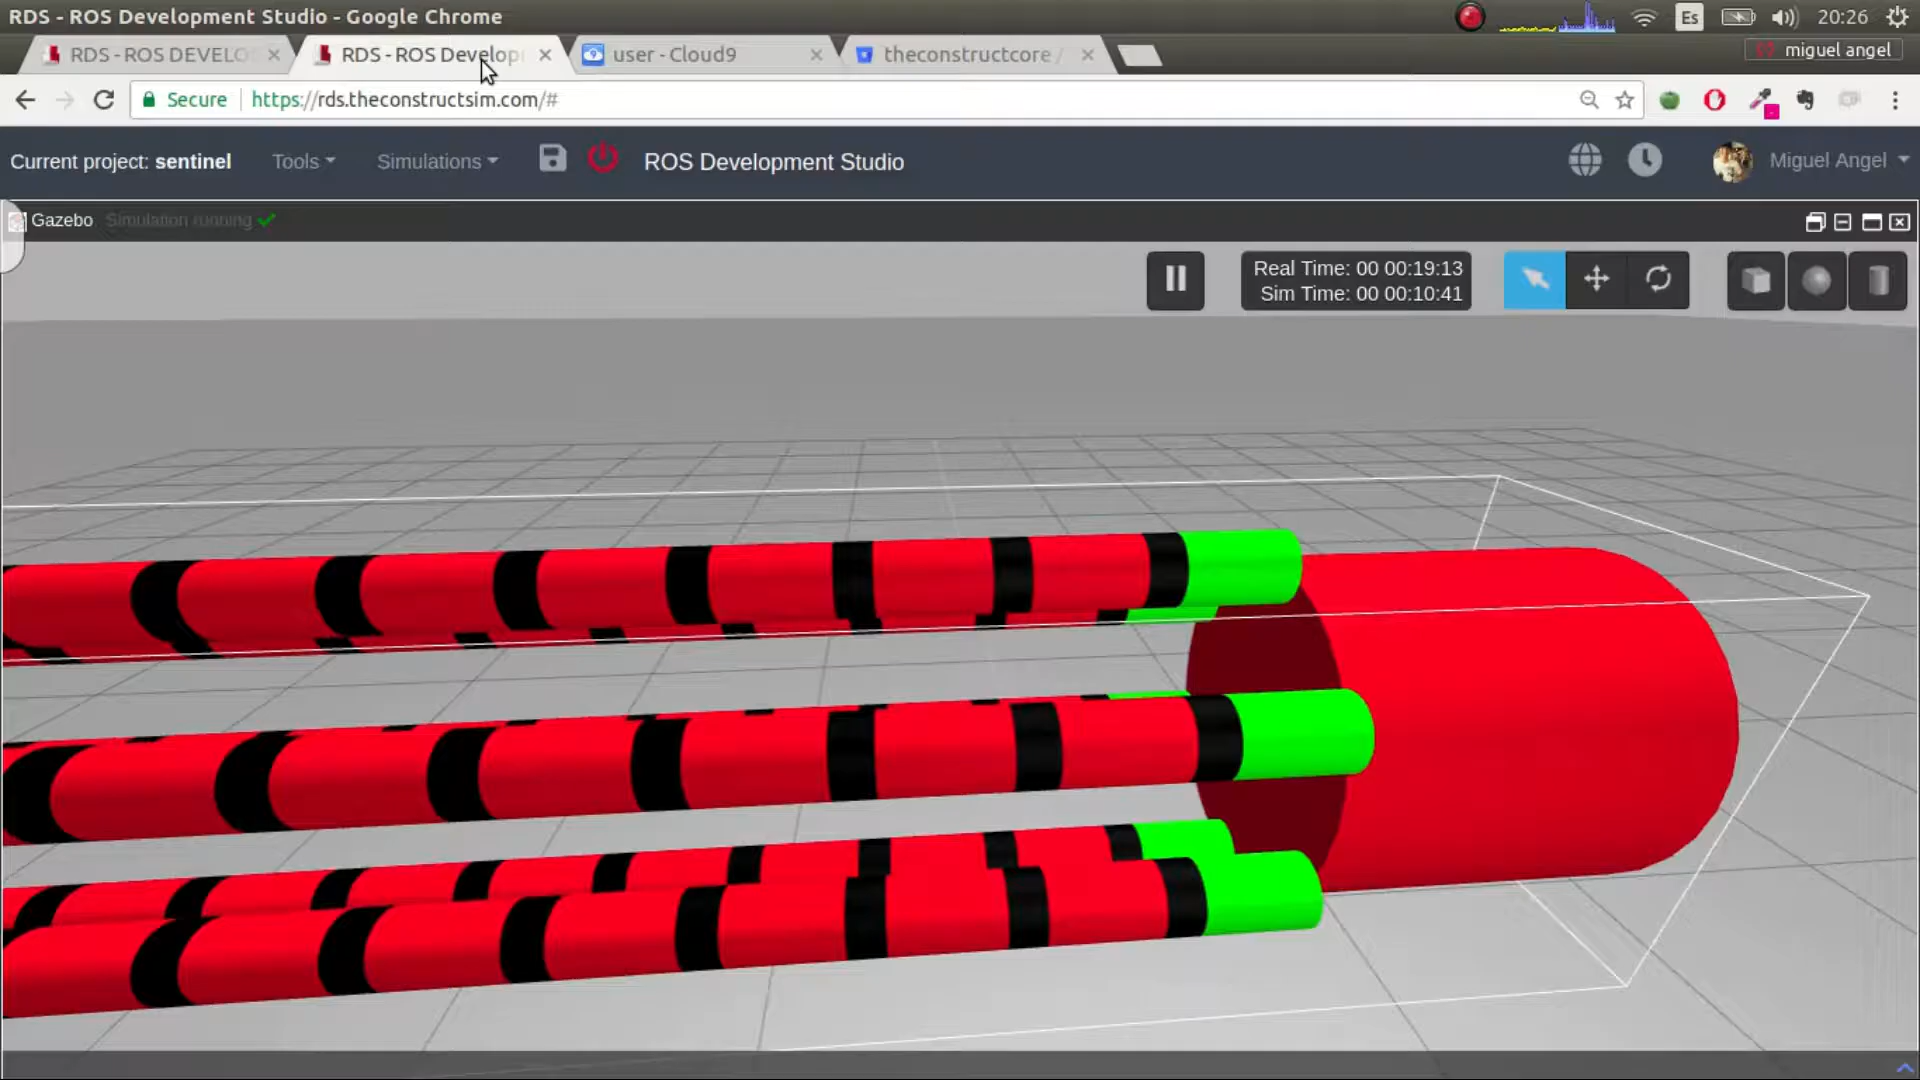 RDS - ROS Development Studio - Google Chrome
Es
20:26
RDS - ROS DEVELO
RDS - ROS Develop
user - Cloud9
theconstructcore /
miguel angel
Secure
https://rds.theconstructsim.com/#
Current project: sentinel
Tools
Simulations
ROS Development Studio
Miguel Angel
Gazebo
Simulation running
Real Time: 00 00:19:13
Sim Time: 00 00:10:41